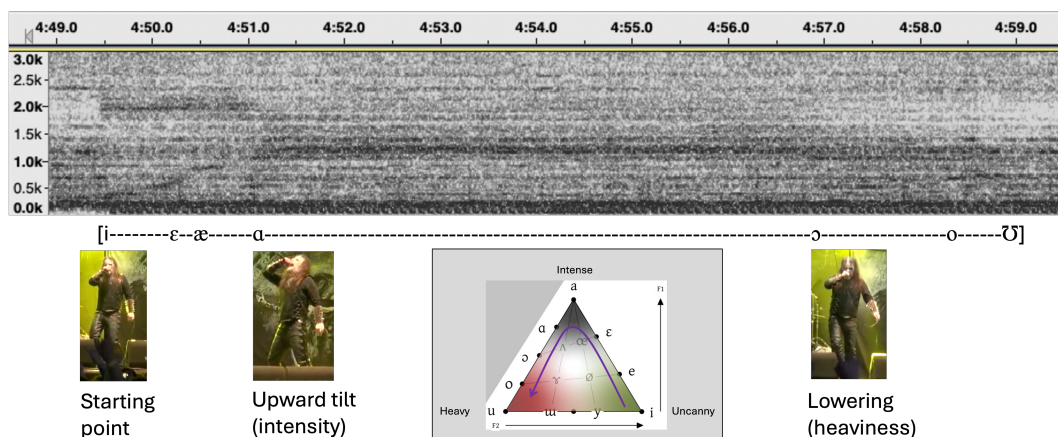 4:49.0 4:50.0 4:51.0 4:52.0 4:53.0 4:54.0 4:55.0 4:56.0 4:57.0 4:58.0 4:59.0
3.0k
2.5k
2.0k
1.5k
1.0k
0.5k
0.0k
[i---------ɛ--æ------ɑ------------------------------------------------------------------------ɔ-----------------o------Ʊ]
Starting
point
Upward tilt
(intensity)
Intense
a
F1
ɑ
ɛ
ʌ
œ
ɔ
e
o
ɤ
ø
Heavy
u
ɯ
y
i
Uncanny
F2
Lowering
(heaviness)